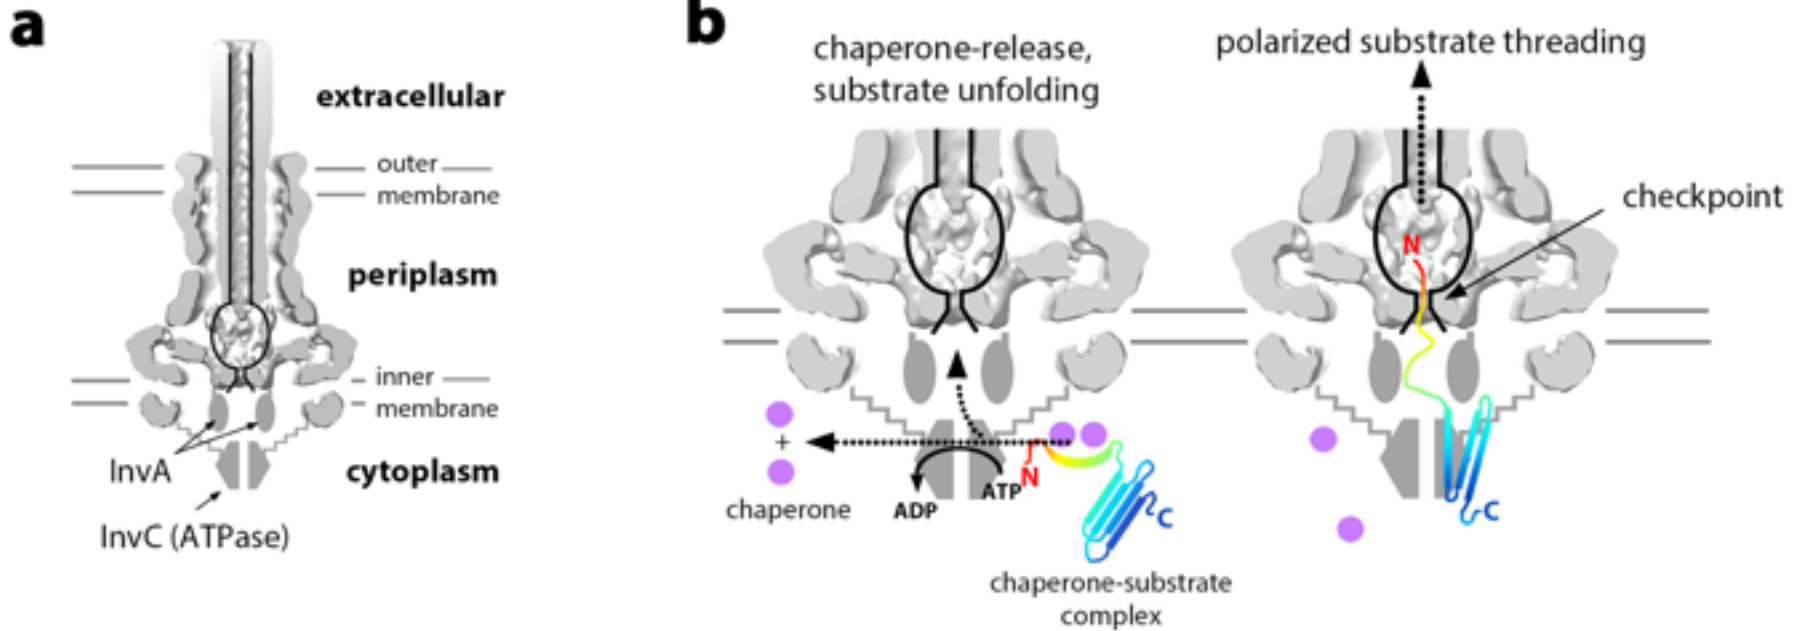 a
extracellular
outer
membrane
periplasm
inner
membrane
InvA
cytoplasm
InvC (ATPase)
b
chaperone-release,
substrate unfolding
polarized substrate threading
checkpoint
N
+
chaperone
ADP
ATP
N
C
chaperone-substrate
complex
C